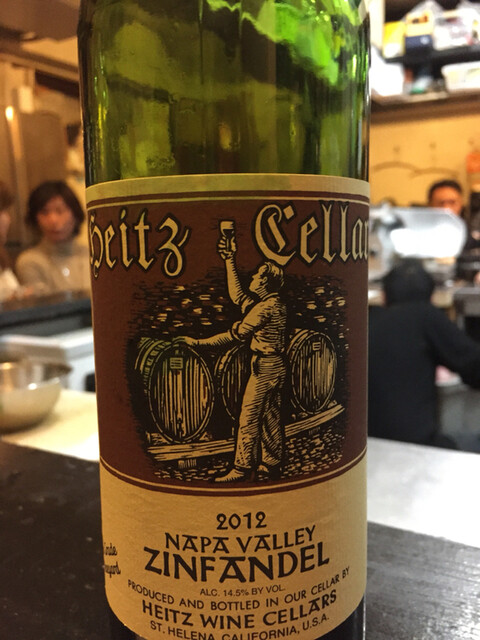 Heitz Cellar
2012
NAPA VALLEY
ZINFANDEL
ALC. 14.5% BY VOL.
PRODUCED AND BOTTLED IN OUR CELLAR BY
HEITZ WINE CELLARS
ST. HELENA, CALIFORNIA, U.S.A.